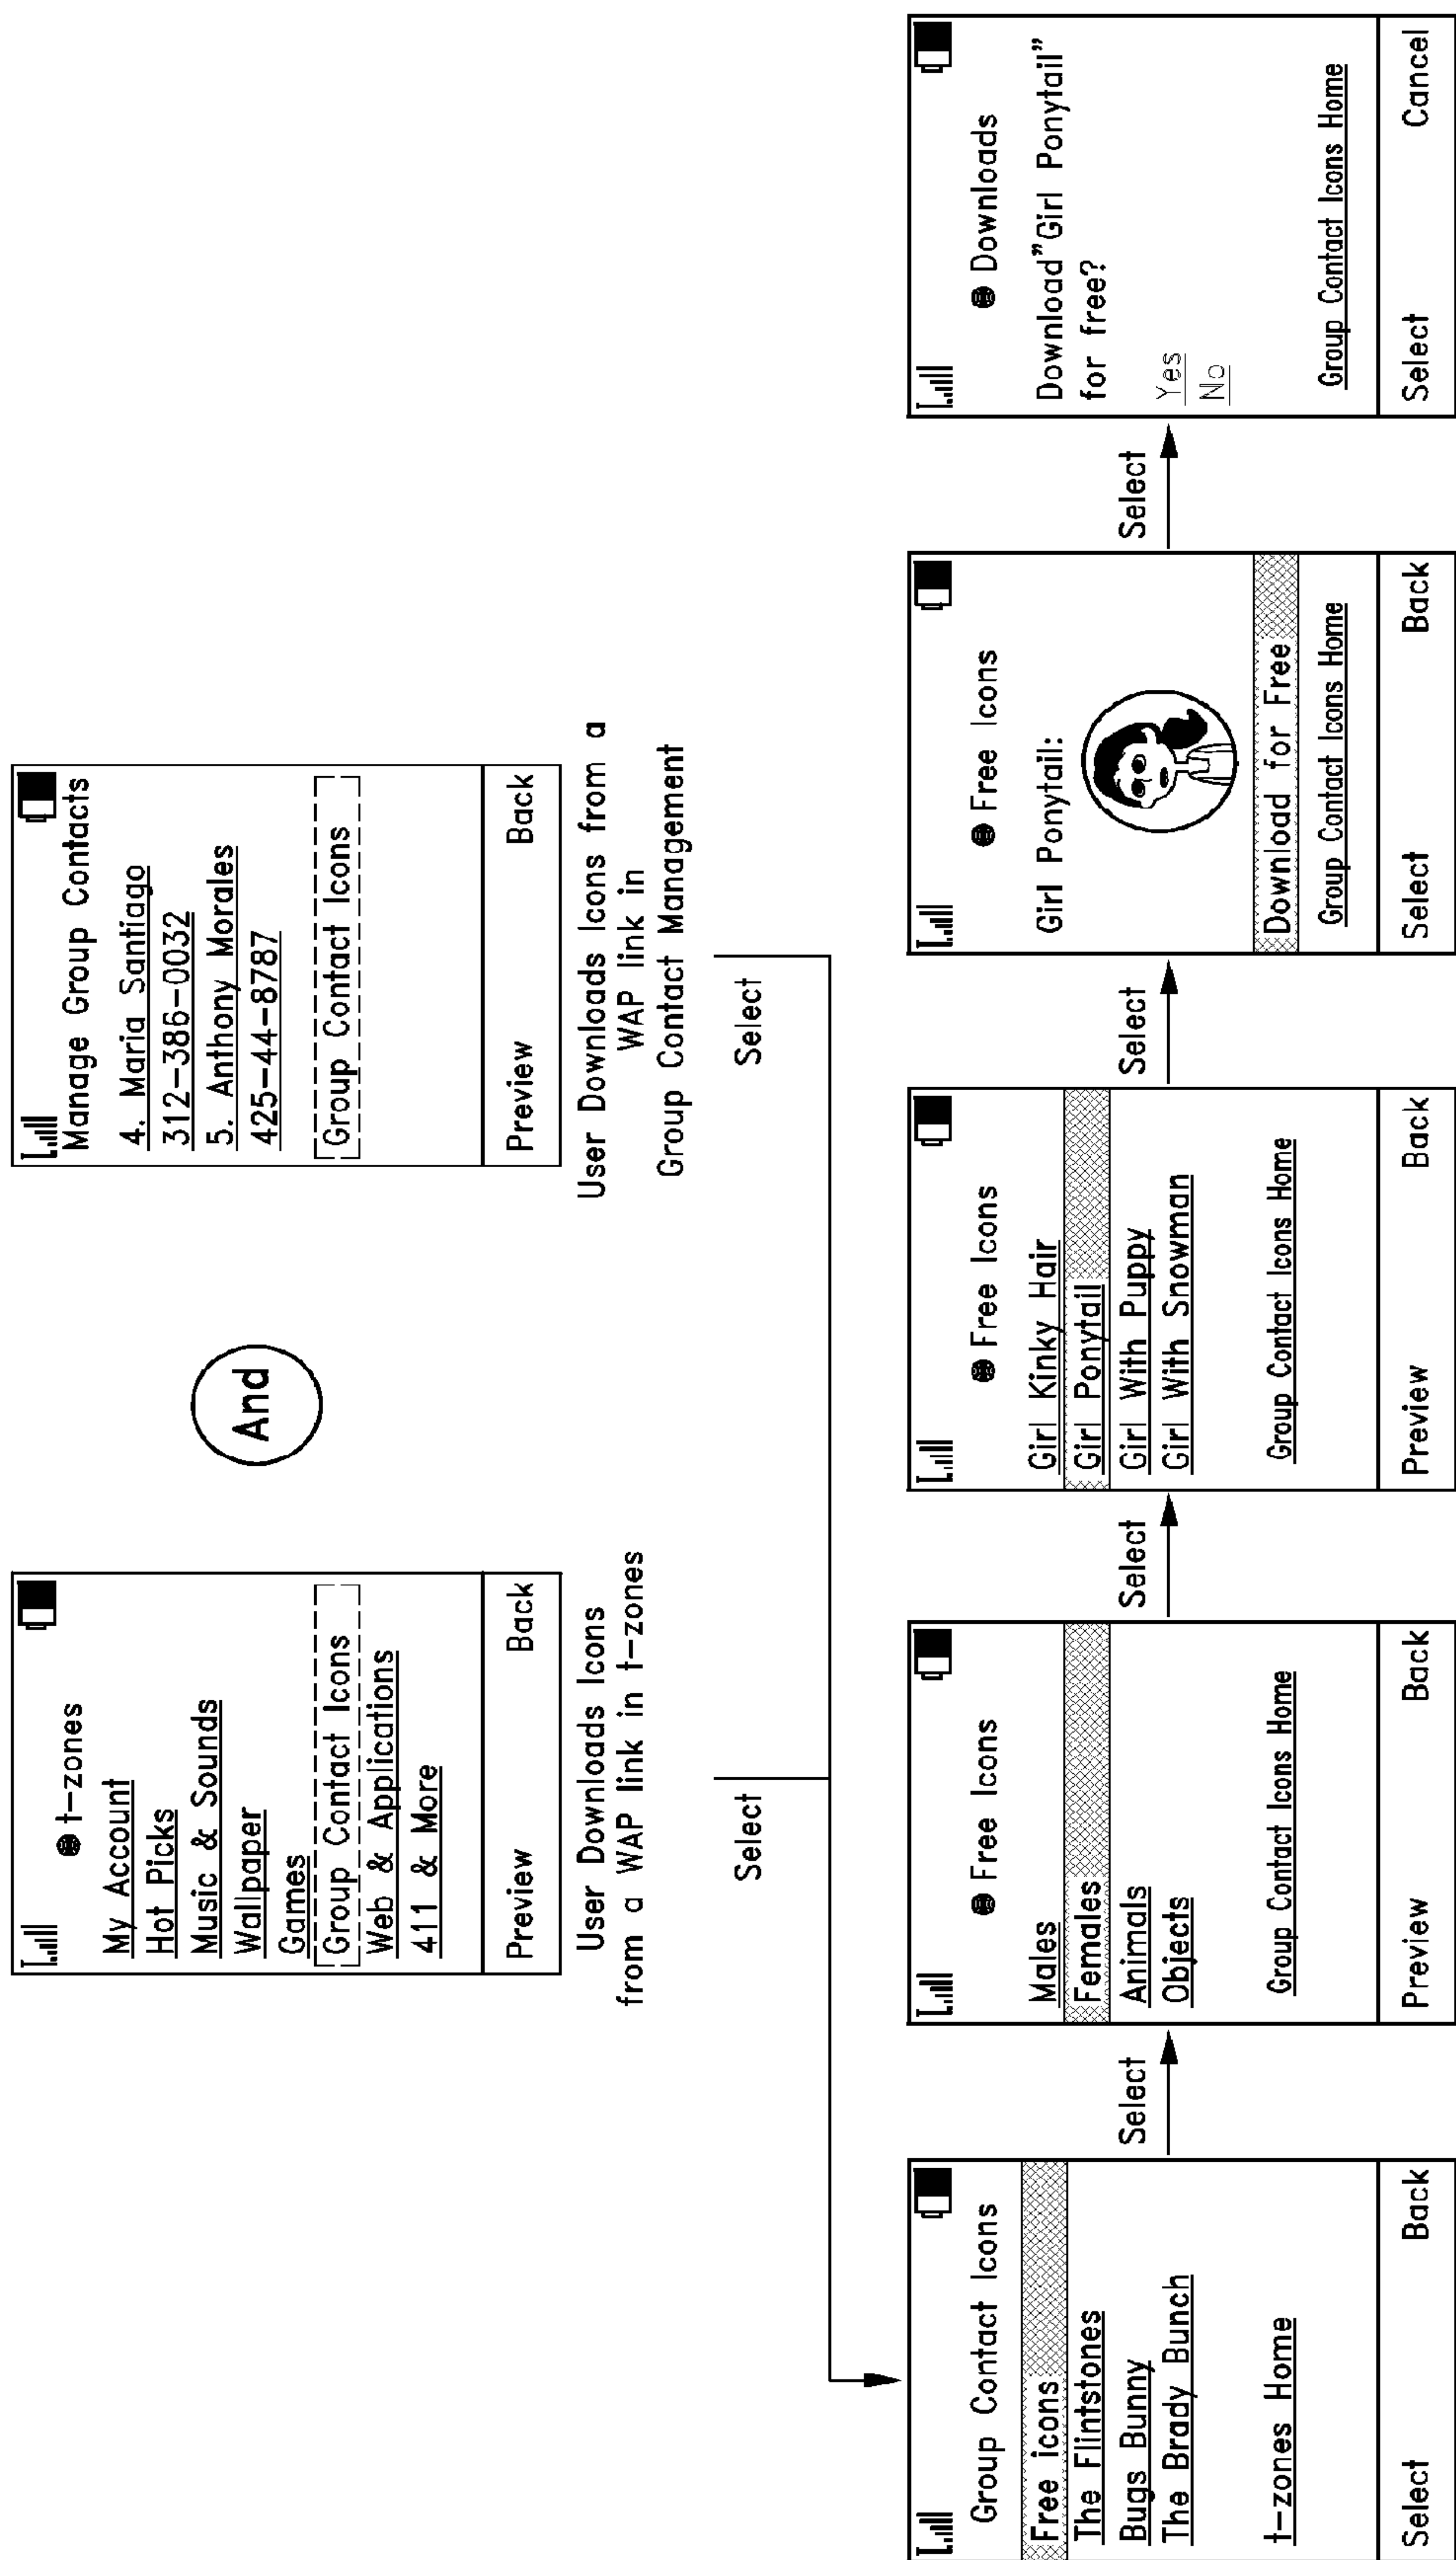 t-zones
My Account
Hot Picks
Music & Sounds
Wallpaper
Games
Group Contact Icons
Web & Applications
411 & More
Preview Back
User Downloads Icons
from a WAP link in t-zones
And
Manage Group Contacts
4. Maria Santiago
312-386-0032
5. Anthony Morales
425-44-8787
Group Contact Icons
Preview Back
User Downloads Icons from a
WAP link in
Group Contact Management
Select
Select
Group Contact Icons
Free icons
The Flintstones
Bugs Bunny
The Brady Bunch
t-zones Home
Select Back
Select
Free Icons
Males
Females
Animals
Objects
Group Contact Icons Home
Preview Back
Select
Free Icons
Girl Kinky Hair
Girl Ponytail
Girl With Puppy
Girl With Snowman
Group Contact Icons Home
Preview Back
Select
Free Icons
Girl Ponytail:
Download for Free
Group Contact Icons Home
Select Back
Select
Downloads
Download"Girl Ponytail"
for free?
Yes
No
Group Contact Icons Home
Select Cancel